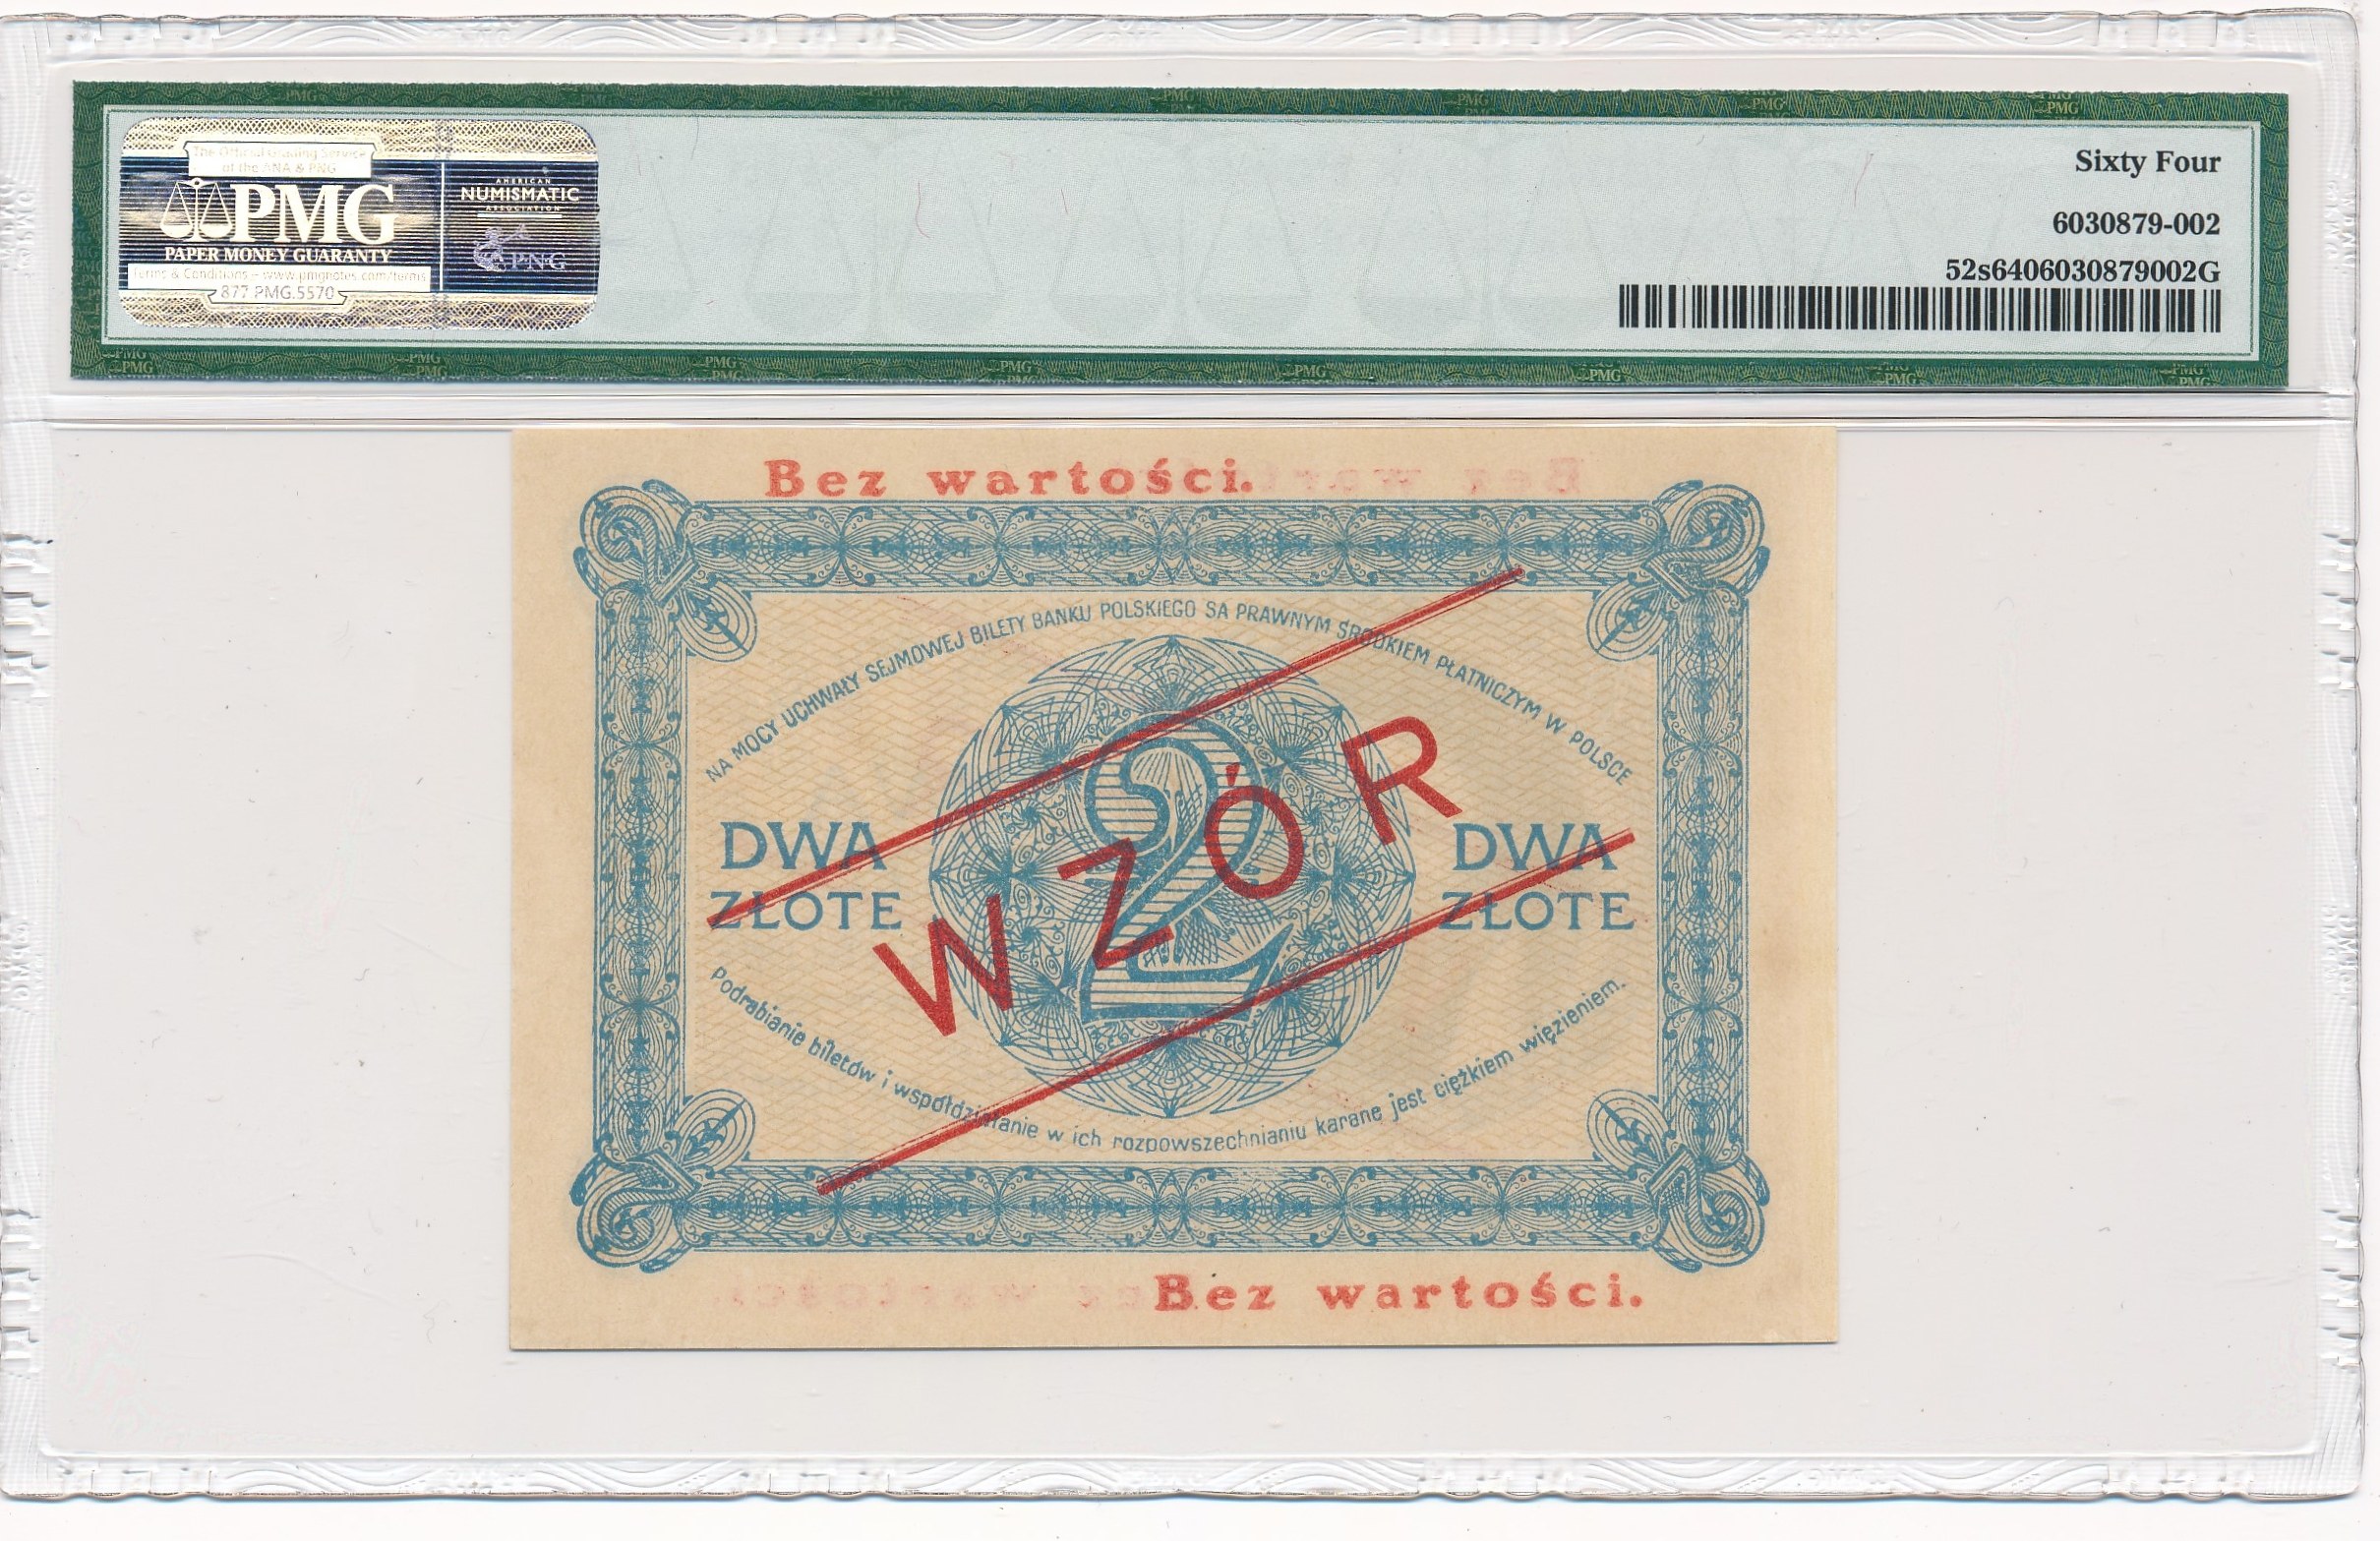 The Official Grading Service
of the ANA & PNG
PMG
PAPER MONEY GUARANTY
Terms & Conditions – www.pmgnotes.com/terms
877 PMG.5570
AMERICAN
NUMISMATIC
ASSOCIATION
PNG
Sixty Four
6030879-002
52s6406030879002G
Bez wartości.
NA MOCY UCHWAŁY SEJMOWEJ BILETY BANKU POLSKIEGO SA PRAWNYM ŚRODKIEM PŁATNICZYM W POLSCE
2
DWA
ZŁOTE
DWA
ZŁOTE
WZÓR
Podrabianie biletów i współdziałanie w ich rozpowszechnianiu karane jest ciężkiem więzieniem.
Bez wartości.